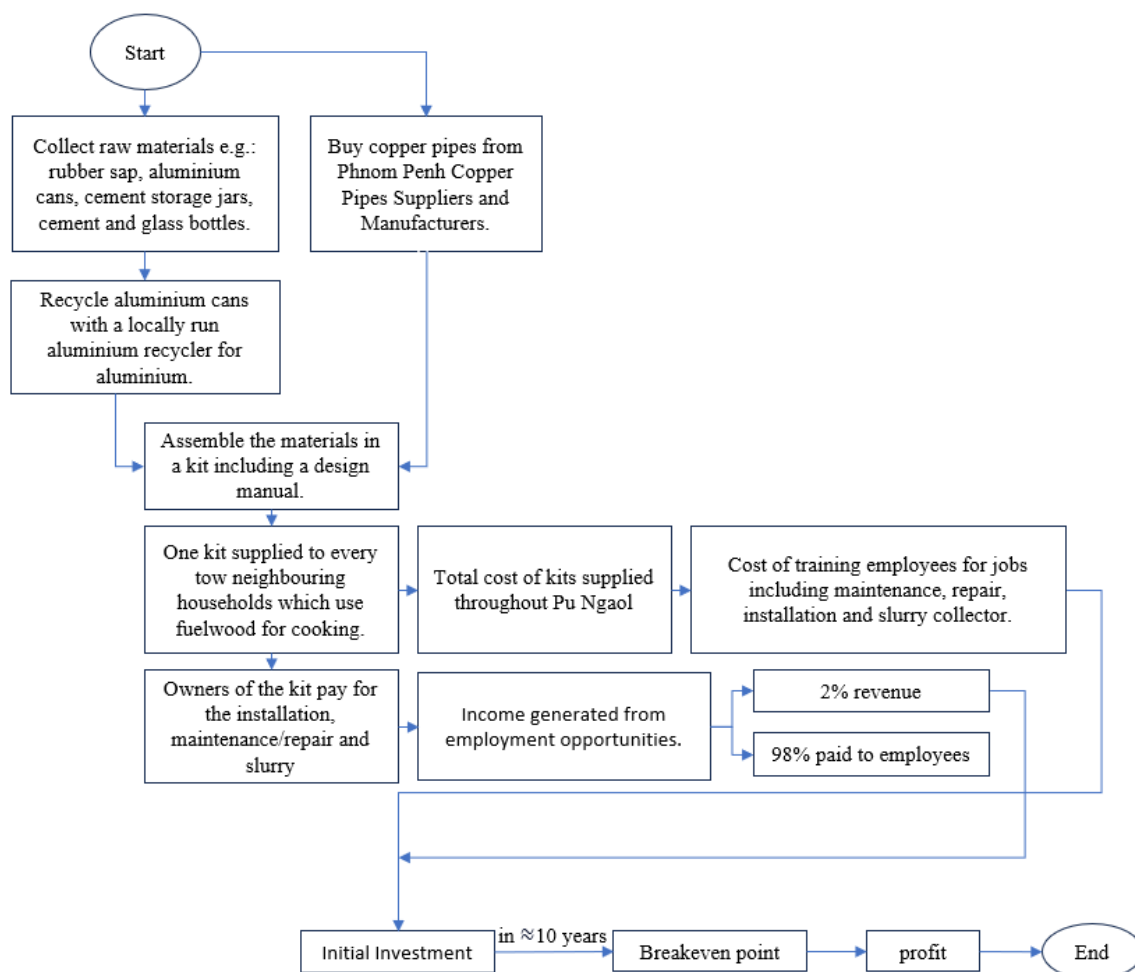 Start
Collect raw materials e.g.:
rubber sap, aluminium
cans, cement storage jars,
cement and glass bottles.
Buy copper pipes from
Phnom Penh Copper
Pipes Suppliers and
Manufacturers.
Recycle aluminium cans
with a locally run
aluminium recycler for
aluminium.
Assemble the materials in
a kit including a design
manual.
One kit supplied to every
tow neighbouring
households which use
fuelwood for cooking.
Total cost of kits supplied
throughout Pu Ngaol
Cost of training employees for jobs
including maintenance, repair,
installation and slurry collector.
Owners of the kit pay for
the installation,
maintenance/repair and
slurry
Income generated from
employment opportunities.
2% revenue
98% paid to employees
Initial Investment
in ≈10 years
Breakeven point
profit
End